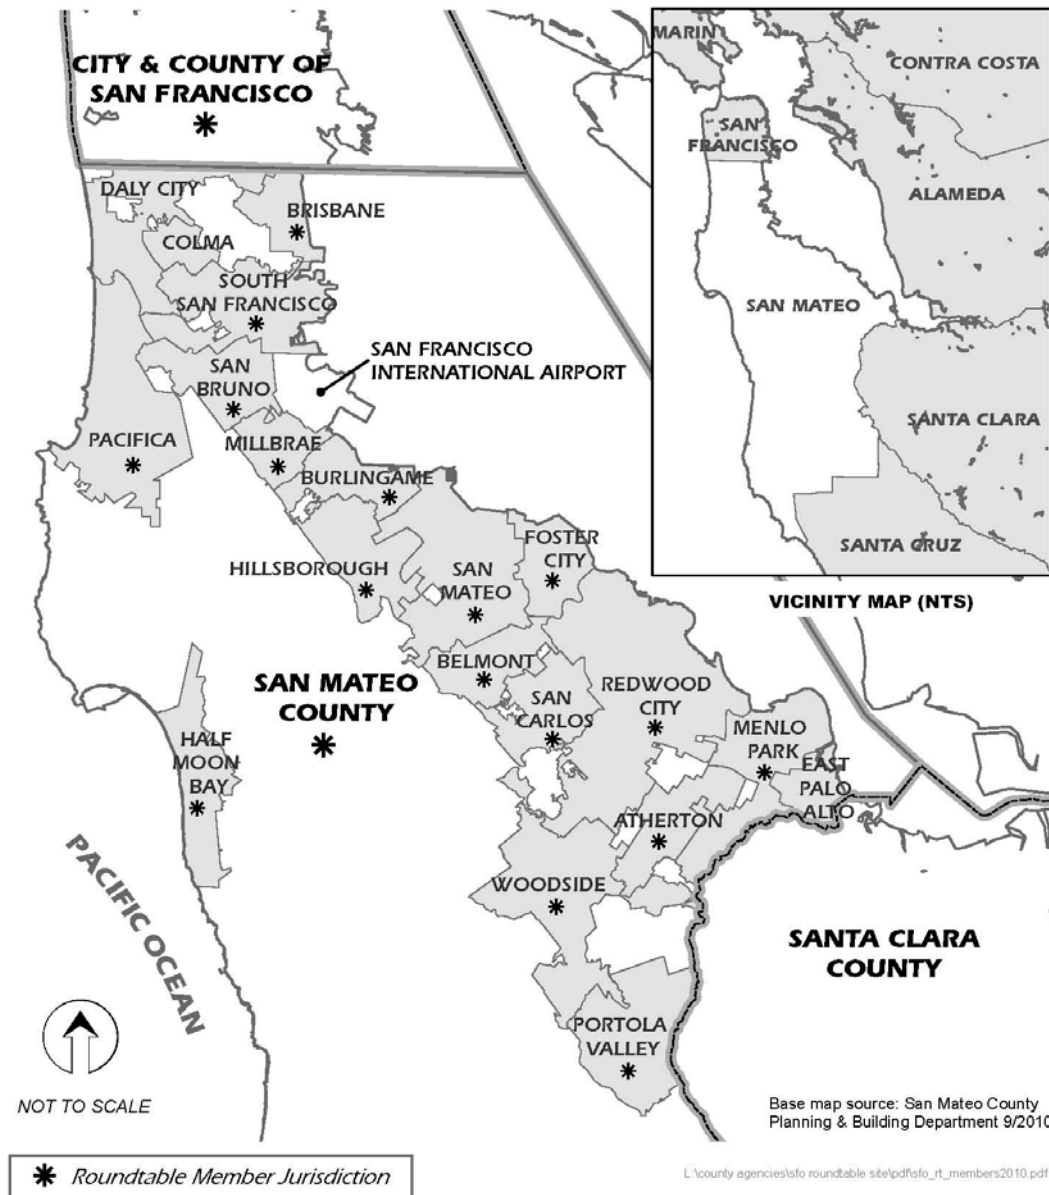 CITY & COUNTY OF
SAN FRANCISCO
MARIN
CONTRA COSTA
SAN
FRANCISCO
ALAMEDA
SAN MATEO
SANTA CLARA
SANTA CRUZ
VICINITY MAP (NTS)
DALY CITY
BRISBANE
COLMA
SOUTH
SAN FRANCISCO
SAN FRANCISCO
INTERNATIONAL AIRPORT
SAN
BRUNO
PACIFICA
MILLBRAE
BURLINGAME
HILLSBOROUGH
SAN
MATEO
FOSTER
CITY
BELMONT
SAN
CARLOS
REDWOOD
CITY
SAN MATEO
COUNTY
HALF
MOON
BAY
MENLO
PARK
EAST
PALO
ALTO
ATHERTON
WOODSIDE
PORTOLA
VALLEY
SANTA CLARA
COUNTY
PACIFIC OCEAN
NOT TO SCALE
Base map source: San Mateo County
Planning & Building Department 9/2010
Roundtable Member Jurisdiction
L:\county agencies\sfo roundtable site\pdf\sfo_rt_members2010.pdf